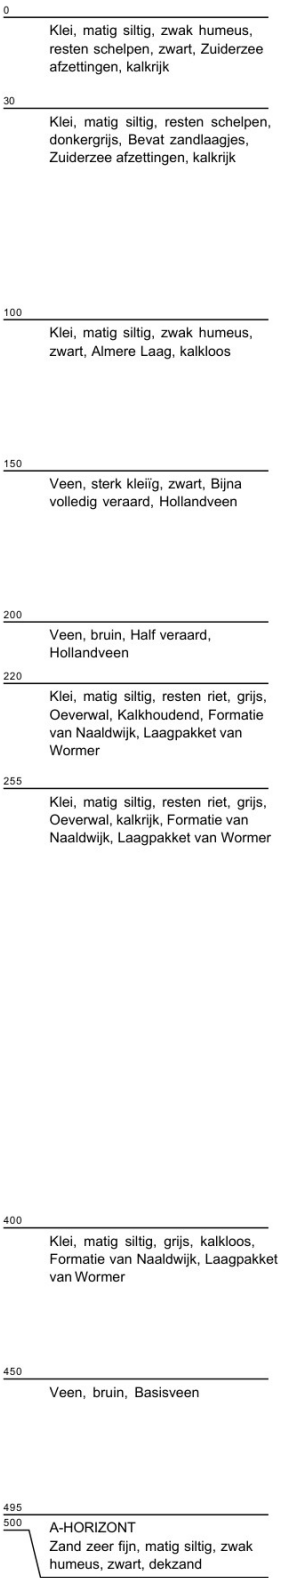 0
Klei, matig siltig, zwak humeus,
resten schelpen, zwart, Zuiderzee
afzettingen, kalkrijk
30
Klei, matig siltig, resten schelpen,
donkergrijs, Bevat zandlaagjes,
Zuiderzee afzettingen, kalkrijk
100
Klei, matig siltig, zwak humeus,
zwart, Almere Laag, kalkloos
150
Veen, sterk kleiïg, zwart, Bijna
volledig veraard, Hollandveen
200
Veen, bruin, Half veraard,
Hollandveen
220
Klei, matig siltig, resten riet, grijs,
Oeverwal, Kalkhoudend, Formatie
van Naaldwijk, Laagpakket van
Wormer
255
Klei, matig siltig, resten riet, grijs,
Oeverwal, kalkrijk, Formatie van
Naaldwijk, Laagpakket van Wormer
400
Klei, matig siltig, grijs, kalkloos,
Formatie van Naaldwijk, Laagpakket
van Wormer
450
Veen, bruin, Basisveen
495
500
A-HORIZONT
Zand zeer fijn, matig siltig, zwak
humeus, zwart, dekzand